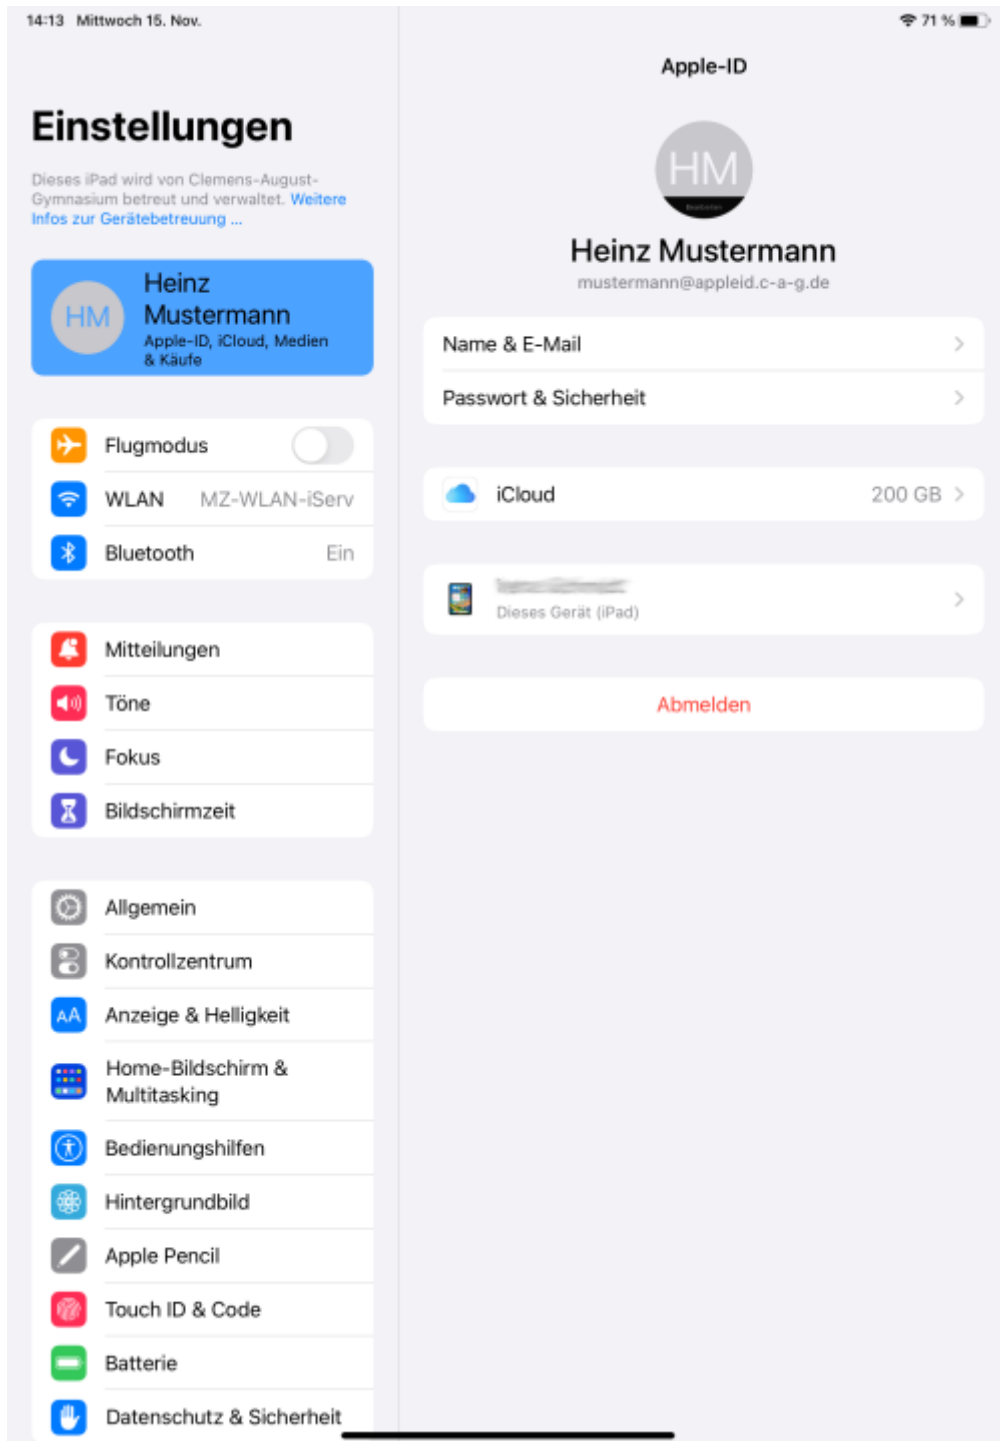 14:13 Mittwoch 15. Nov.
71 %
Einstellungen
Dieses iPad wird von Clemens-August-
Gymnasium betreut und verwaltet. Weitere
Infos zur Gerätebetreuung ...
HM
Heinz
Mustermann
Apple-ID, iCloud, Medien
& Käufe
Flugmodus
WLAN MZ-WLAN-iServ
Bluetooth Ein
Mitteilungen
Töne
Fokus
Bildschirmzeit
Allgemein
Kontrollzentrum
AA Anzeige & Helligkeit
Home-Bildschirm &
Multitasking
Bedienungshilfen
Hintergrundbild
Apple Pencil
Touch ID & Code
Batterie
Datenschutz & Sicherheit
Apple-ID
HM
Bearbeiten
Heinz Mustermann
mustermann@appleid.c-a-g.de
Name & E-Mail
Passwort & Sicherheit
iCloud 200 GB
Dieses Gerät (iPad)
Abmelden